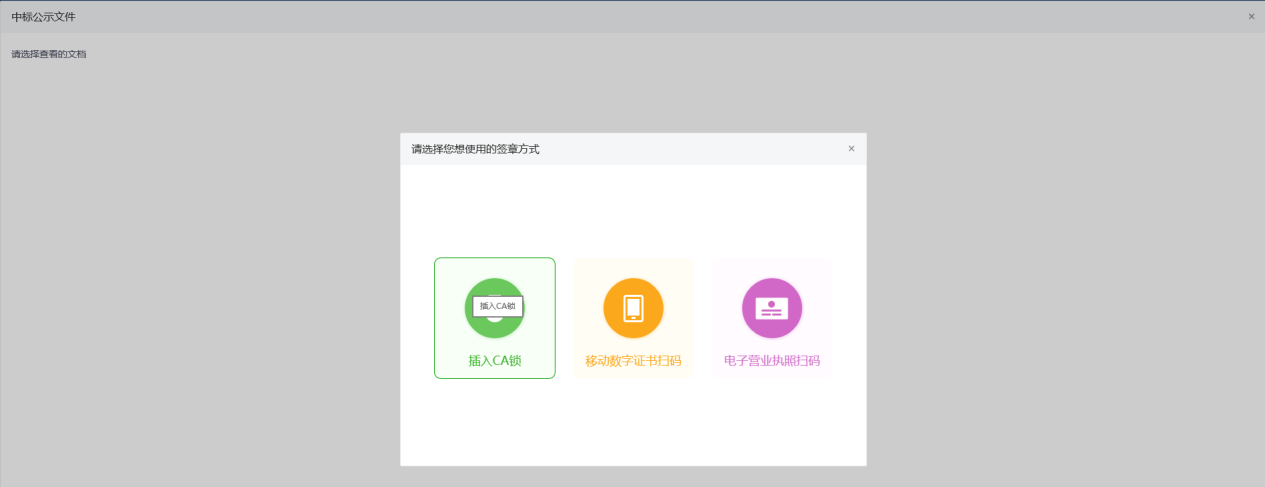 中标公示文件
请选择查看的文档
请选择您想使用的签章方式
插入CA锁
插入CA锁
移动数字证书扫码
电子营业执照扫码